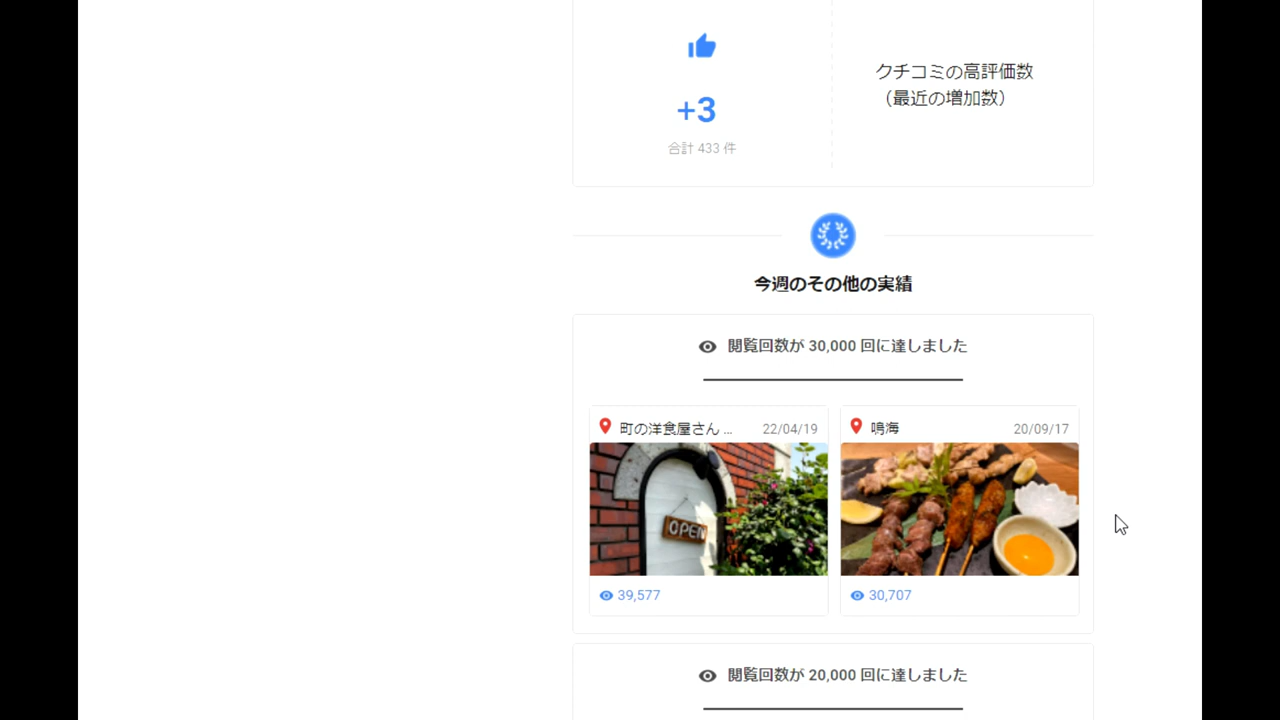 +3
合計 433 件
クチコミの高評価数
（最近の増加数）
今週のその他の実績
閲覧回数が 30,000 回に達しました
町の洋食屋さん ... 22/04/19
鳴海 20/09/17
OPEN
39,577
30,707
閲覧回数が 20,000 回に達しました